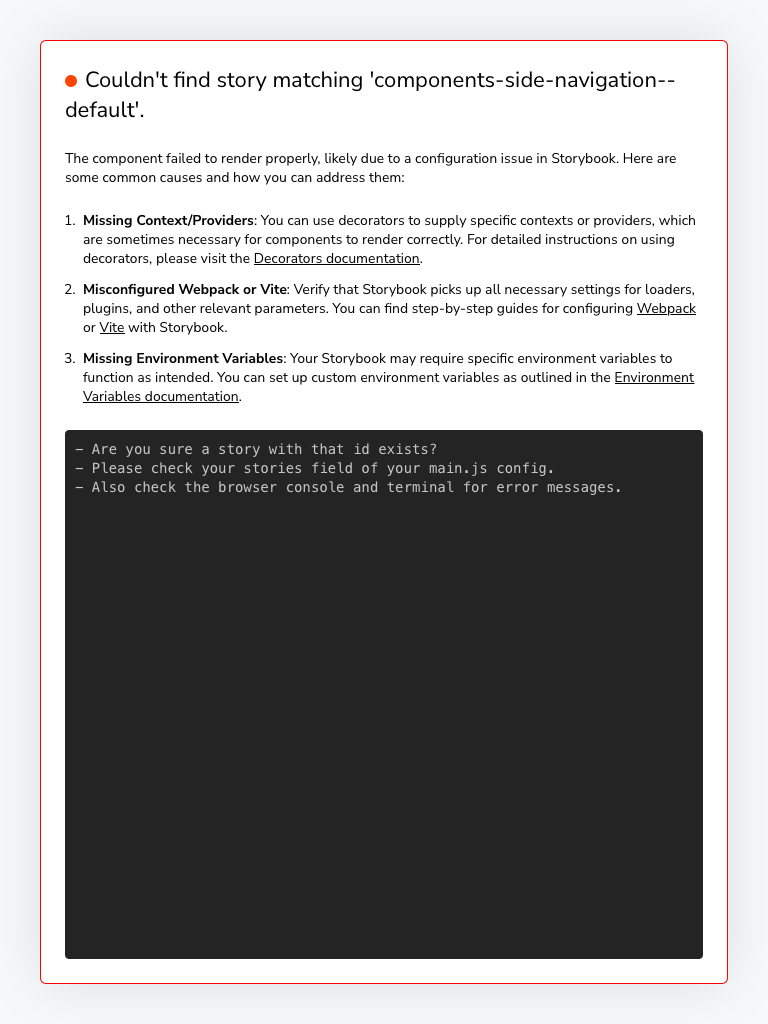 Couldn't find story matching 'components-side-navigation--
default'.
The component failed to render properly, likely due to a configuration issue in Storybook. Here are
some common causes and how you can address them:
1. Missing Context/Providers: You can use decorators to supply specific contexts or providers, which
are sometimes necessary for components to render correctly. For detailed instructions on using
decorators, please visit the Decorators documentation.
2. Misconfigured Webpack or Vite: Verify that Storybook picks up all necessary settings for loaders,
plugins, and other relevant parameters. You can find step-by-step guides for configuring Webpack
or Vite with Storybook.
3. Missing Environment Variables: Your Storybook may require specific environment variables to
function as intended. You can set up custom environment variables as outlined in the Environment
Variables documentation.
- Are you sure a story with that id exists?
- Please check your stories field of your main.js config.
- Also check the browser console and terminal for error messages.